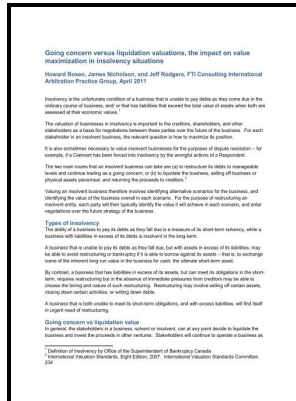 Going concern versus liquidation valuations, the impact on value
maximization in insolvency situations
Howard Rosen, James Nicholson, and Jeff Rodgers, FTI Consulting International
Arbitration Practice Group, April 2011
Insolvency is the unfortunate condition of a business that is unable to pay debts as they come due in the
ordinary course of business, and/ or that has liabilities that exceed the total value of assets when both are
assessed at their economic values.
The valuation of businesses in insolvency is important to the creditors, shareholders, and other
stakeholders as a basis for negotiations between those parties over the future of the business. For each
stakeholder in an insolvent business, the relevant question is how to maximize its position.
It is also sometimes necessary to value insolvent businesses for the purposes of dispute resolution – for
example, if a Claimant has been forced into insolvency by the wrongful actions of a Respondent.
The two main routes that an insolvent business can take are (a) to restructure its debts to manageable
levels and continue trading as a going concern, or (b) to liquidate the business, selling off business or
physical assets piecemeal, and returning the proceeds to creditors.
Valuing an insolvent business therefore involves identifying alternative scenarios for the business, and
identifying the value of the business overall in each scenario. For the purpose of restructuring an
insolvent entity, each party will then typically identify the value it will achieve in each scenario, and enter
negotiations over the future strategy of the business.
Types of insolvency
The ability of a business to pay its debts as they fall due is a measure of its short-term solvency, while a
business with liabilities in excess of its debts is insolvent in the long-term.
A business that is unable to pay its debts as they fall due, but with assets in excess of its liabilities, may
be able to avoid restructuring or bankruptcy if it is able to borrow against its assets – that is, to exchange
some of the inherent long-run value in the business for cash, the ultimate short-term asset.
By contrast, a business that has liabilities in excess of its assets, but can meet its obligations in the short-
term, requires restructuring but in the absence of immediate pressures from creditors may be able to
choose the timing and nature of such restructuring. Restructuring may involve selling off certain assets,
closing down certain activities, or writing down debts.
A business that is both unable to meet its short-term obligations, and with excess liabilities, will find itself
in urgent need of restructuring.
Going concern vs liquidation value
In general, the stakeholders in a business, solvent or insolvent, can at any point decide to liquidate the
business and invest the proceeds in other ventures. Stakeholders will continue to operate a business as
Definition of Insolvency by Office of the Superintendent of Bankruptcy Canada.
International Valuation Standards, Eight Edition, 2007. International Valuation Standards Committee.
234